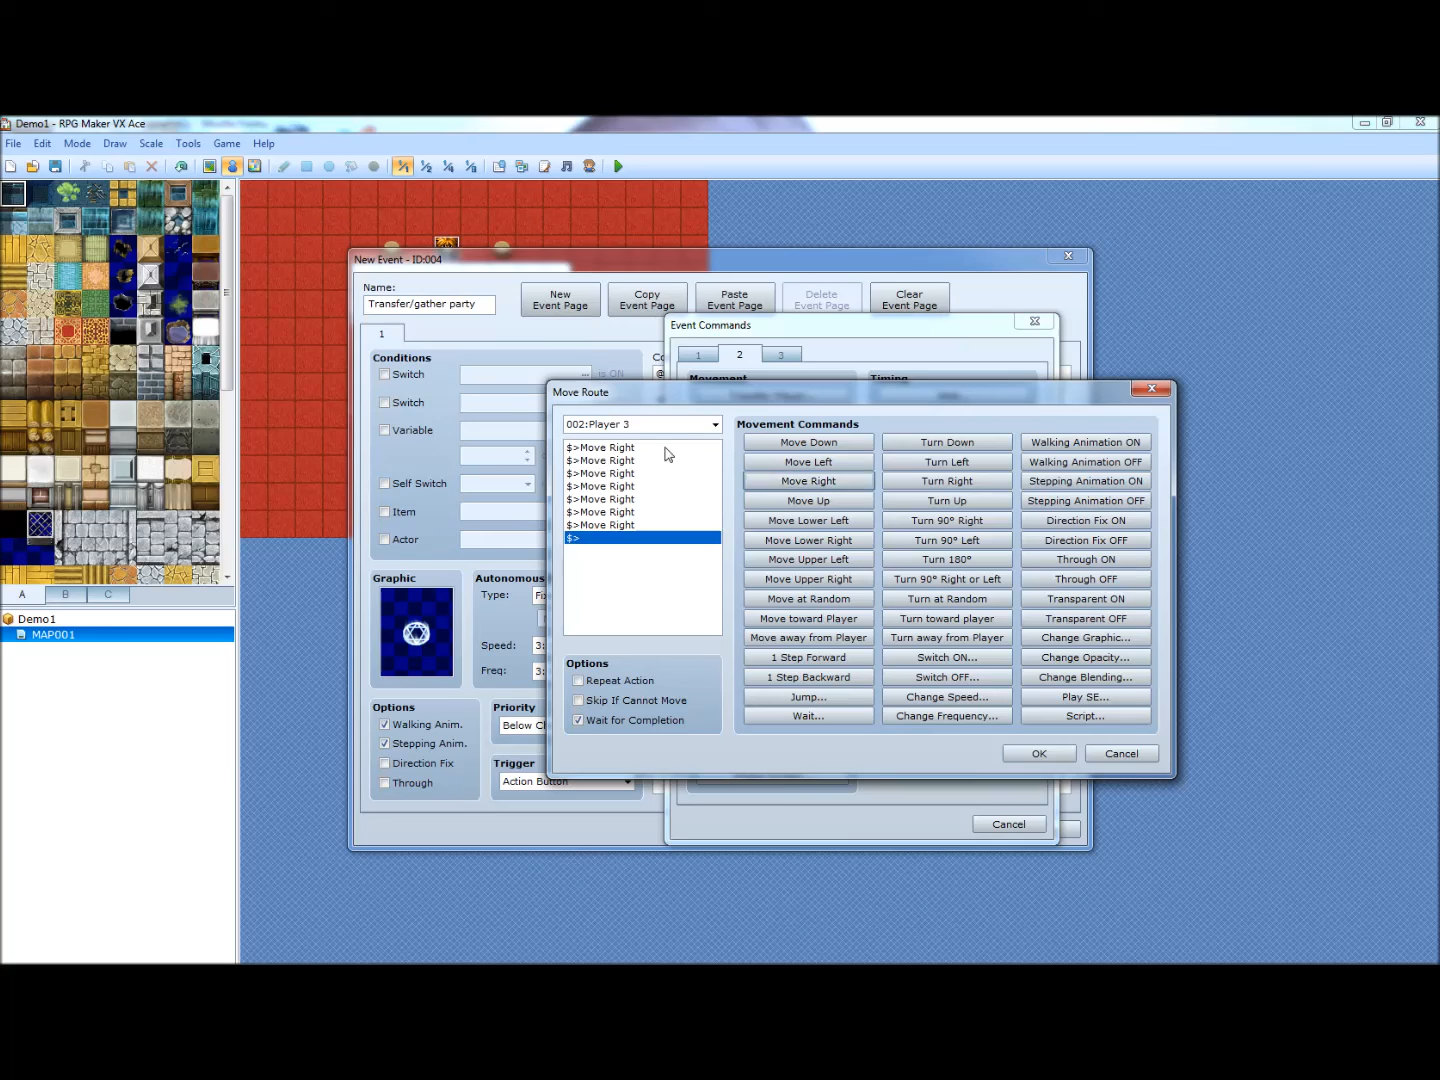 Demo1 - RPG Maker VX Ace
File Edit Mode Draw Scale Tools Game Help
New Event - ID:004
Name:
Transfer/gather party
New
Event Page
Copy
Event Page
Paste
Event Page
Delete
Event Page
Clear
Event Page
1
Conditions
Switch
... is ON
Switch
Variable
Self Switch
Item
Actor
Graphic
Autonomous
Type:
Speed:
3:
Freq:
3:
Options
Walking Anim.
Stepping Anim.
Direction Fix
Through
Priority
Below Ch
Trigger
Action Button
Event Commands
1 2 3
Movement
Timing
Cancel
Move Route
002:Player 3
$>Move Right
$>Move Right
$>Move Right
$>Move Right
$>Move Right
$>Move Right
$>Move Right
$>
Options
Repeat Action
Skip If Cannot Move
Wait for Completion
Movement Commands
Move Down Turn Down Walking Animation ON
Move Left Turn Left Walking Animation OFF
Move Right Turn Right Stepping Animation ON
Move Up Turn Up Stepping Animation OFF
Move Lower Left Turn 90° Right Direction Fix ON
Move Lower Right Turn 90° Left Direction Fix OFF
Move Upper Left Turn 180° Through ON
Move Upper Right Turn 90° Right or Left Through OFF
Move at Random Turn at Random Transparent ON
Move toward Player Turn toward player Transparent OFF
Move away from Player Turn away from Player Change Graphic...
1 Step Forward Switch ON... Change Opacity...
1 Step Backward Switch OFF... Change Blending...
Jump... Change Speed... Play SE...
Wait... Change Frequency... Script...
OK Cancel
A B C
Demo1
MAP001